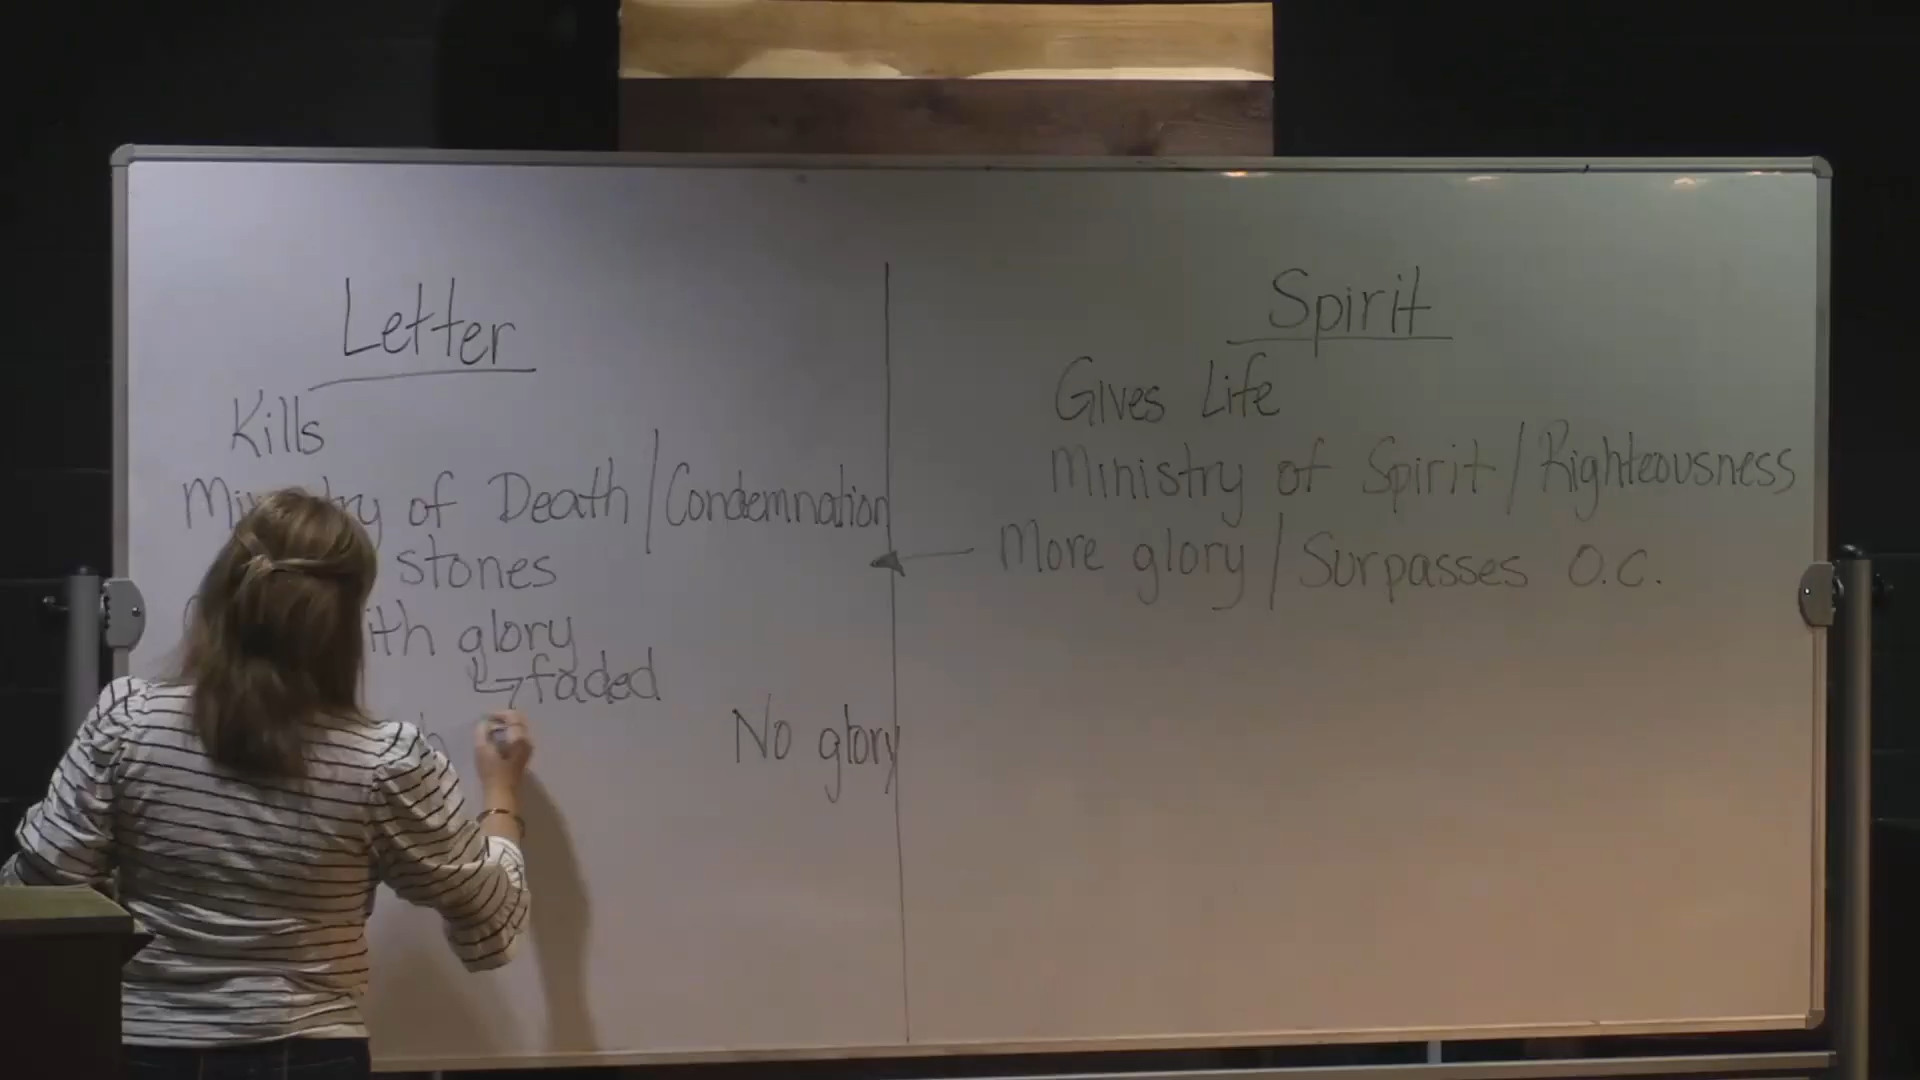 Letter
Kills
of Death / Condemnation
stones
glory
faded
No glory
Spirit
Gives Life
Ministry of Spirit / Righteousness
More glory / Surpasses O.C.